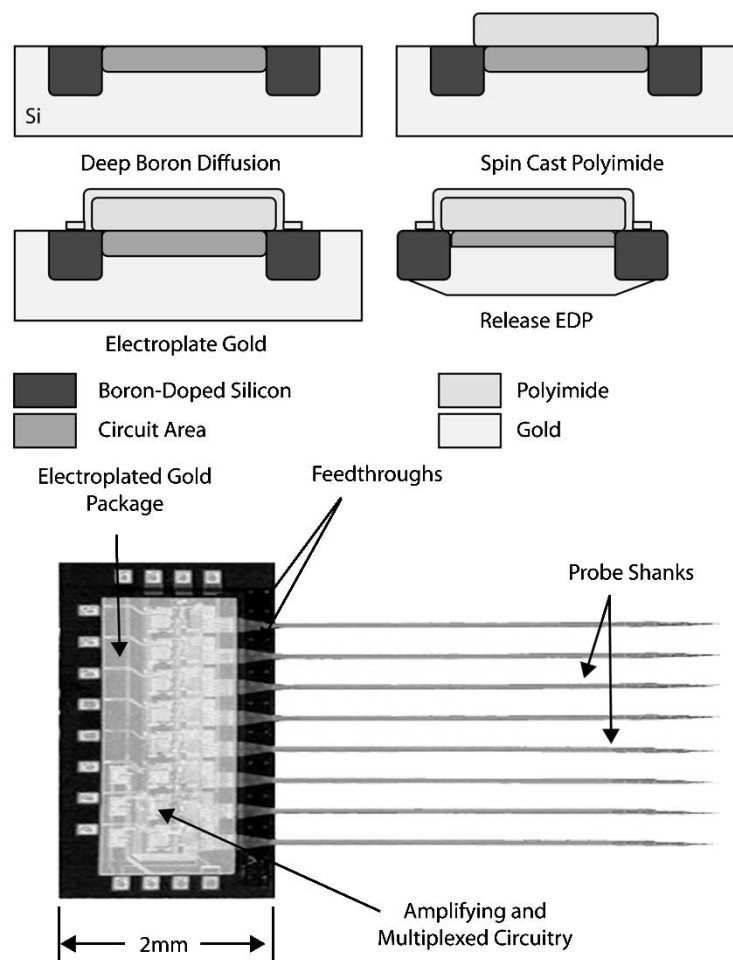 Si
Deep Boron Diffusion
Spin Cast Polyimide
Electroplate Gold
Release EDP
Boron-Doped Silicon
Polyimide
Circuit Area
Gold
Electroplated Gold
Package
Feedthroughs
Probe Shanks
Amplifying and
Multiplexed Circuitry
2mm